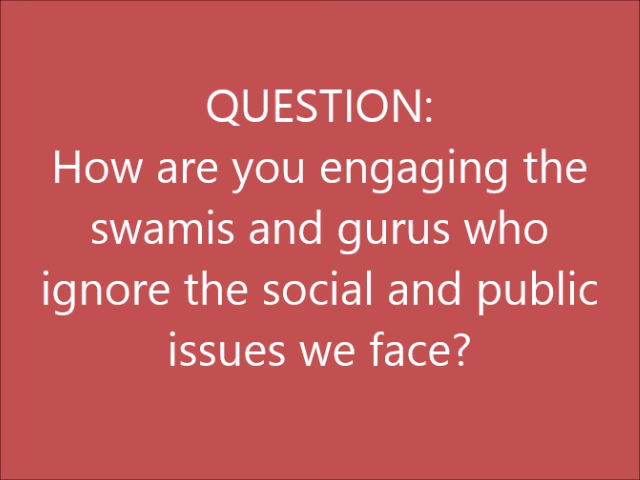 QUESTION:
How are you engaging the
swamis and gurus who
ignore the social and public
issues we face?